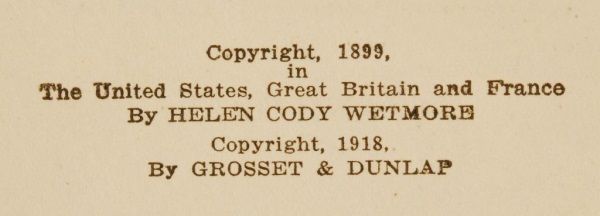 Copyright, 1899,
in
The United States, Great Britain and France
By HELEN CODY WETMORE
Copyright, 1918,
By GROSSET & DUNLAP